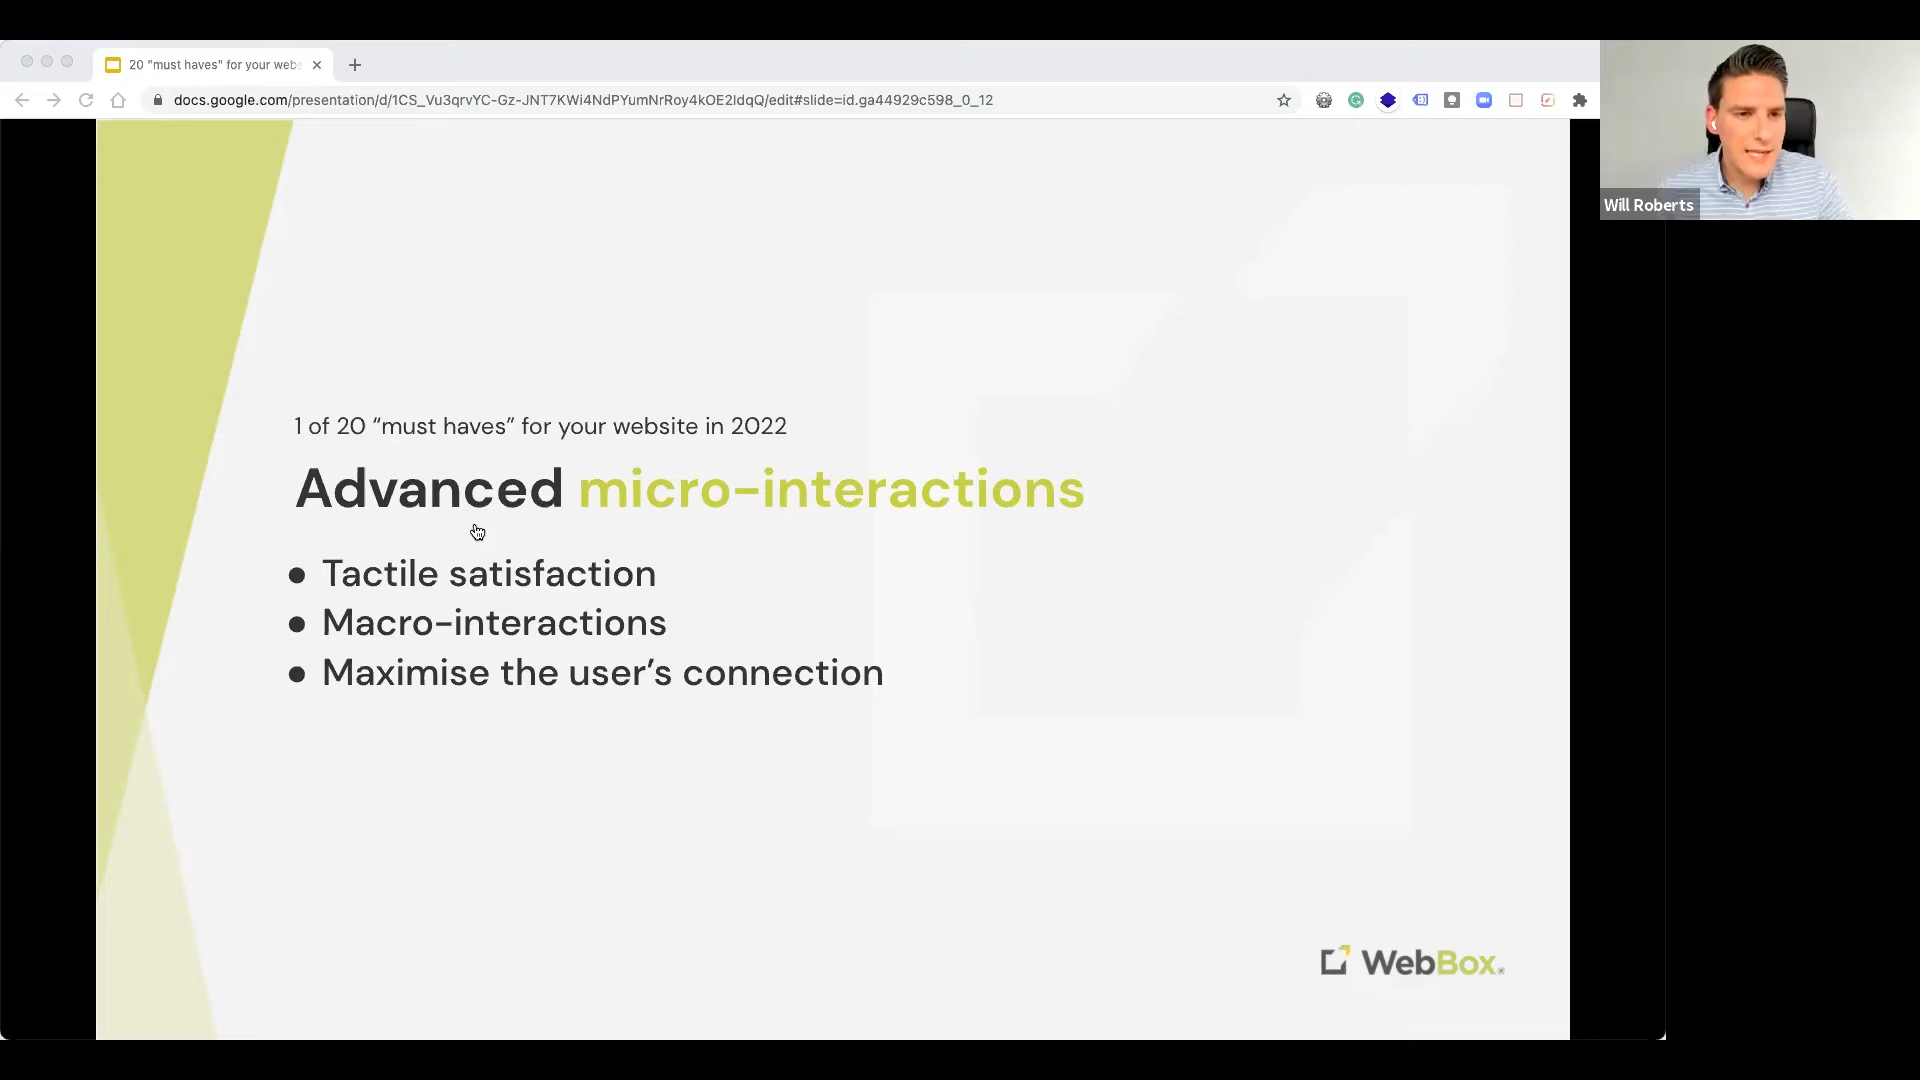 20 "must haves" for your webs
docs.google.com/presentation/d/1CS_Vu3qrvYC-Gz-JNT7KWi4NdPYumNrRoy4kOE2ldqQ/edit#slide=id.ga44929c598_0_12
Will Roberts
1 of 20 “must haves” for your website in 2022
Advanced micro-interactions
● Tactile satisfaction
● Macro-interactions
● Maximise the user’s connection
WebBox®